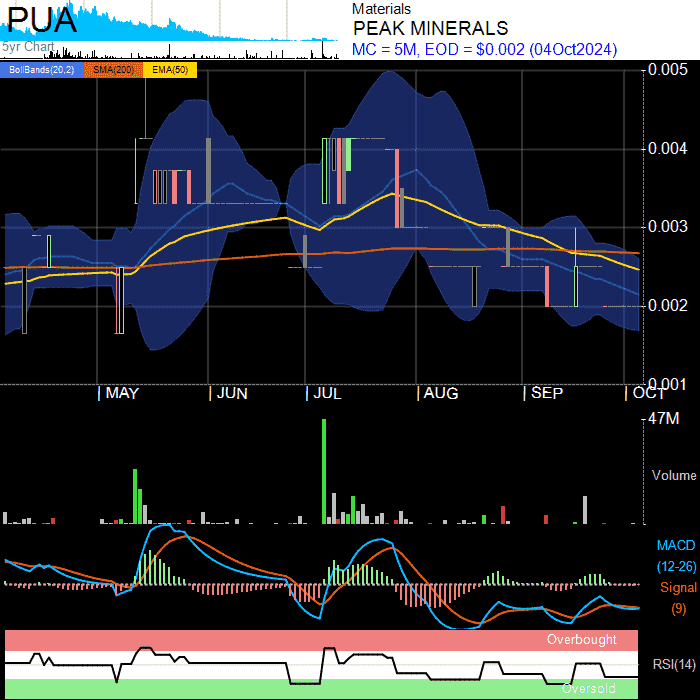 PUA
5yr Chart
Materials
PEAK MINERALS
MC = 5M, EOD = $0.002 (04Oct2024)
BollBands(20,2) SMA(200) EMA(50)
0.005
0.004
0.003
0.002
0.001
MAY JUN JUL AUG SEP OCT
47M
Volume
MACD
(12-26)
Signal
(9)
Overbought
RSI(14)
Oversold